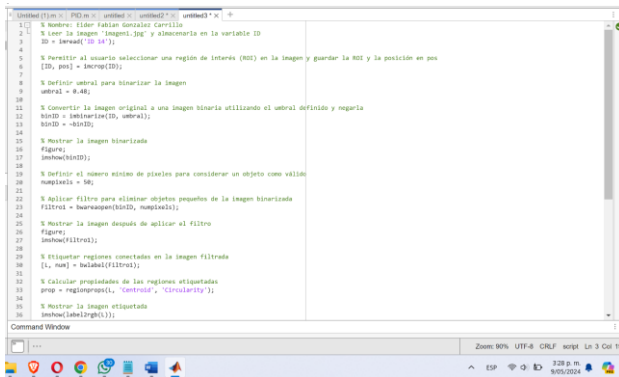 Untitled (1).m × PID.m × untitled × untitled2 * × untitled3 * × +
1 % Nombre: Eider Fabian Gonzalez Carrillo
2 % Leer la imagen 'imageni.jpg' y almacenarla en la variable ID
3 ID = imread('ID 14');
4
5 % Permitir al usuario seleccionar una región de interés (ROI) en la imagen y guardar la ROI y la posición en pos
6 [ID, pos] = imcrop(ID);
7
8 % Definir umbral para binarizar la imagen
9 umbral = 0.48;
10
11 % Convertir la imagen original a una imagen binaria utilizando el umbral definido y negarla
12 binID = imbinarize(ID, umbral);
13 binID = ~binID;
14
15 % Mostrar la imagen binarizada
16 figure;
17 imshow(binID);
18
19 % Definir el número mínimo de píxeles para considerar un objeto como válido
20 numpixels = 50;
21
22 % Aplicar filtro para eliminar objetos pequeños de la imagen binarizada
23 Filtro1 = bwareaopen(binID, numpixels);
24
25 % Mostrar la imagen después de aplicar el filtro
26 figure;
27 imshow(Filtro1);
28
29 % Etiquetar regiones conectadas en la imagen filtrada
30 [L, num] = bwlabel(Filtro1);
31
32 % Calcular propiedades de las regiones etiquetadas
33 prop = regionprops(L, 'Centroid', 'Circularity');
34
35 % Mostrar la imagen etiquetada
36 imshow(label2rgb(L));
Command Window
Zoom: 90% UTF-8 CRLF script Ln 3 Col 1
ESP 3:28 p. m.
9/05/2024